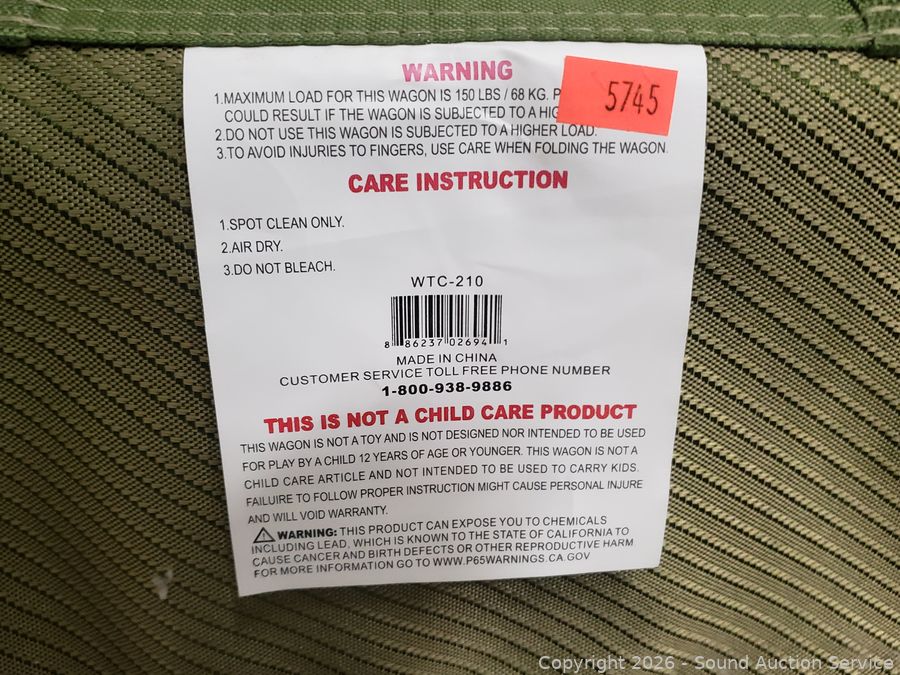 WARNING
1.MAXIMUM LOAD FOR THIS WAGON IS 150 LBS / 68 KG.
5745
COULD RESULT IF THE WAGON IS SUBJECTED TO A
2.DO NOT USE THIS WAGON IS SUBJECTED TO A HIGHER LOAD.
3.TO AVOID INJURIES TO FINGERS, USE CARE WHEN FOLDING THE WAGON.
CARE INSTRUCTION
1.SPOT CLEAN ONLY.
2.AIR DRY.
3.DO NOT BLEACH.
WTC-210
8 86237 02694 1
MADE IN CHINA
CUSTOMER SERVICE TOLL FREE PHONE NUMBER
1-800-938-9886
THIS IS NOT A CHILD CARE PRODUCT
THIS WAGON IS NOT A TOY AND IS NOT DESIGNED NOR INTENDED TO BE USED
FOR PLAY BY A CHILD 12 YEARS OF AGE OR YOUNGER. THIS WAGON IS NOT A
CHILD CARE ARTICLE AND NOT INTENDED TO BE USED TO CARRY KIDS.
FAILUIRE TO FOLLOW PROPER INSTRUCTION MIGHT CAUSE PERSONAL INJURE
AND WILL VOID WARRANTY.
WARNING: THIS PRODUCT CAN EXPOSE YOU TO CHEMICALS
INCLUDING LEAD, WHICH IS KNOWN TO THE STATE OF CALIFORNIA TO
CAUSE CANCER AND BIRTH DEFECTS OR OTHER REPRODUCTIVE HARM
FOR MORE INFORMATION GO TO WWW.P65WARNINGS.CA.GOV
Copyright 2026 - Sound Auction Service